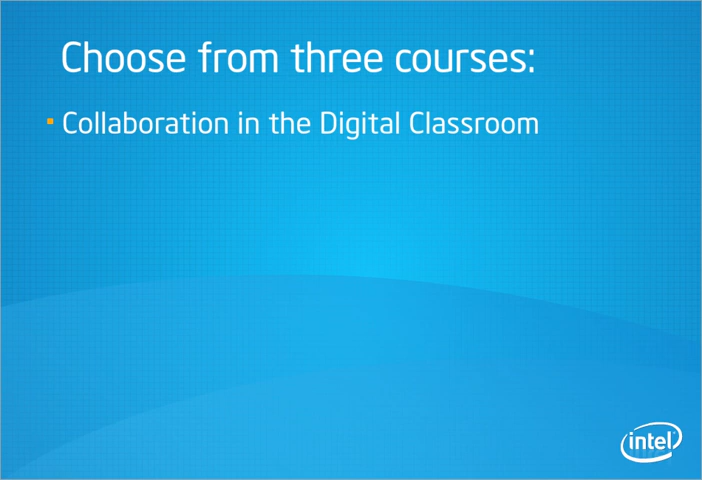 Choose from three courses:
Collaboration in the Digital Classroom
intel